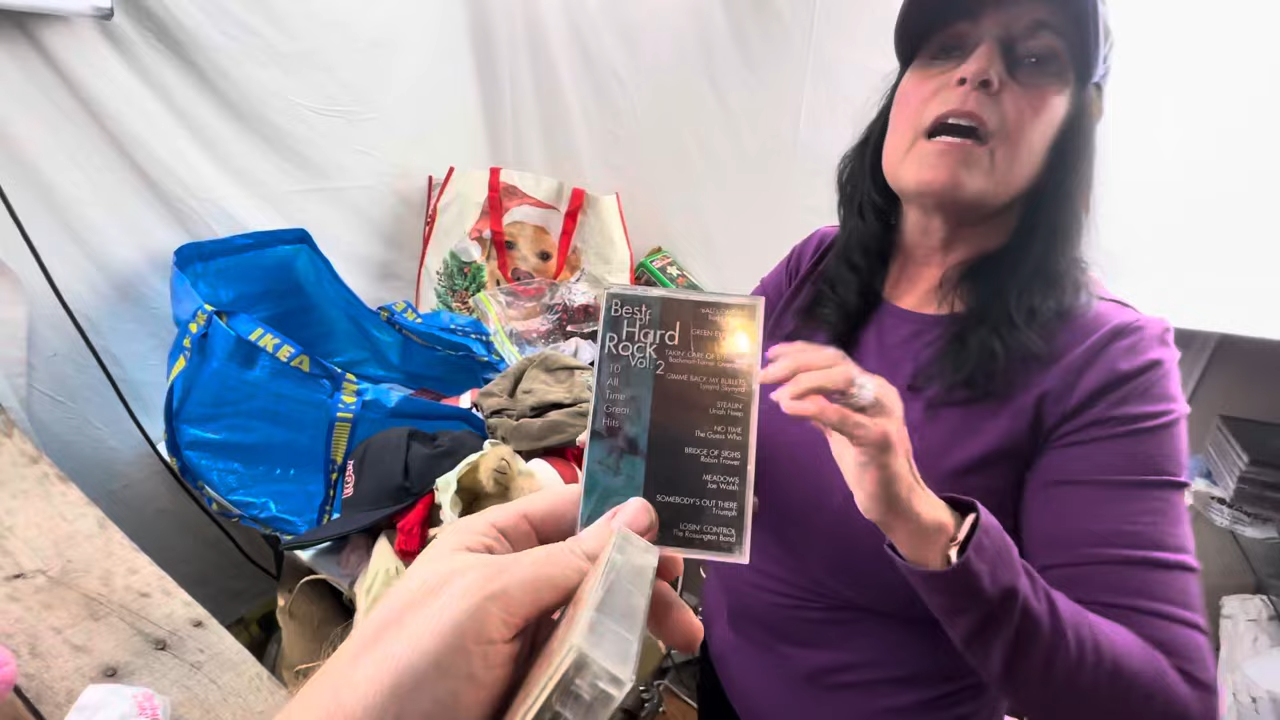 IKEA
Best of
Hard
Rock
Vol. 2
10
All
Time
Great
Hits
TAKIN' CARE OF
Bachman-Turner
GIMME BACK MY BULLETS
Lynyrd Skynyrd
STEALIN'
Uriah Heep
NO TIME
The Guess Who
BRIDGE OF SIGHS
Robin Trower
MEADOWS
Joe Walsh
SOMEBODY'S OUT THERE
Triumph
LOSIN' CONTROL
The Rossington Band